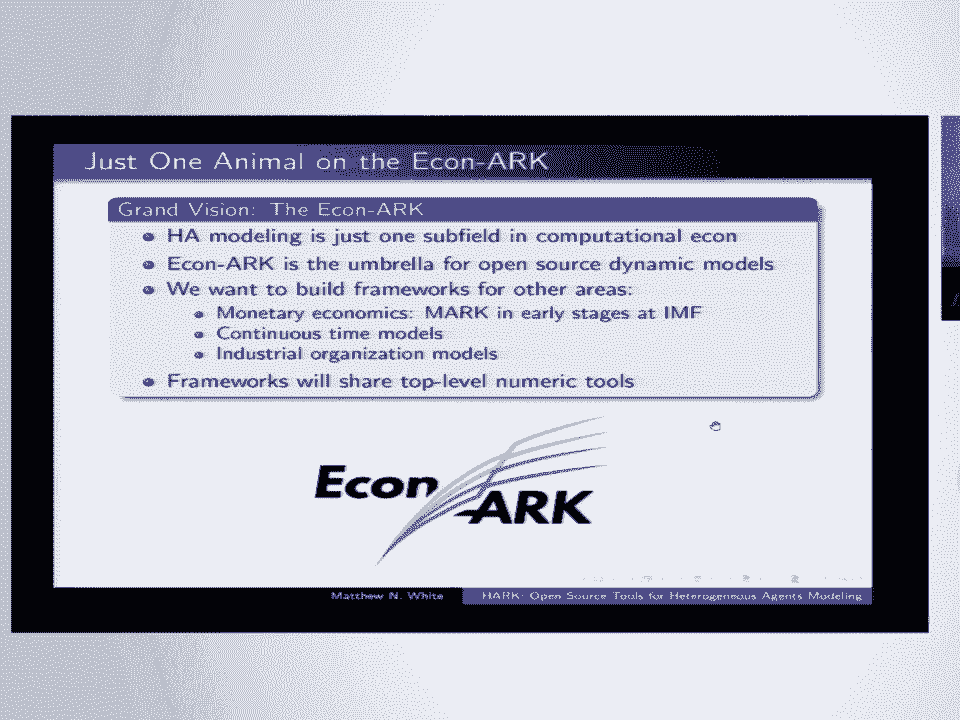 Just One Animal on the Econ-ARK
Grand Vision: The Econ-ARK
HA modeling is just one subfield in computational econ
Econ-ARK is the umbrella for open source dynamic models
We want to build frameworks for other areas:
Monetary economics: MARK in early stages at IMF
Continuous time models
Industrial organization models
Frameworks will share top-level numeric tools
Econ
ARK
Matthew N. White
HARK: Open Source Tools for Heterogeneous Agents Modeling